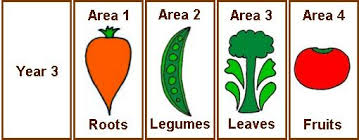 Area 1 Area 2 Area 3 Area 4
Year 3
Roots Legumes Leaves Fruits